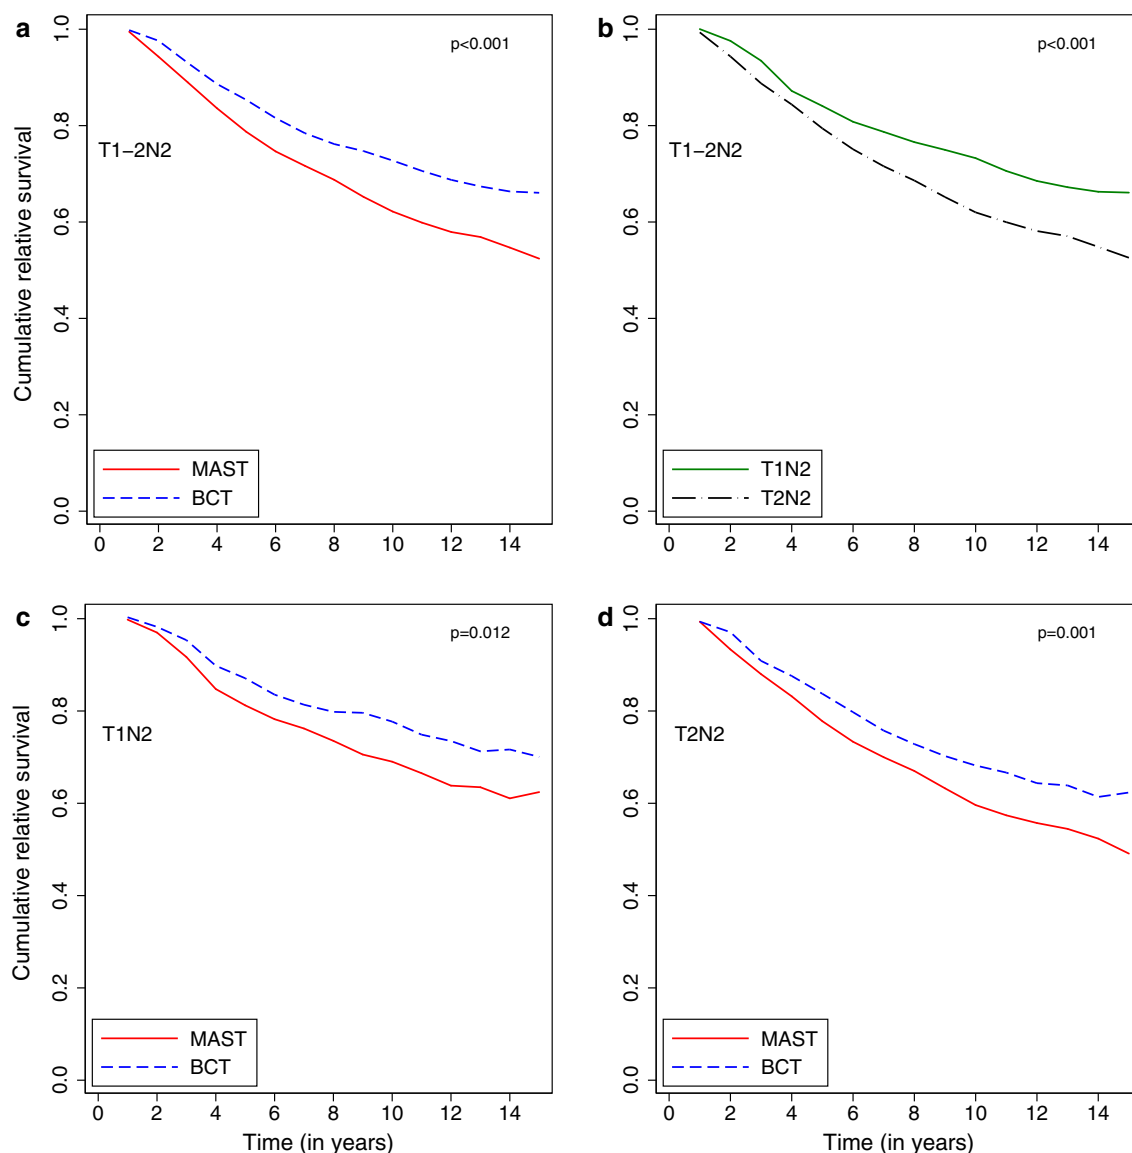 a
p<0.001
T1−2N2
Cumulative relative survival
1.0
0.8
0.6
0.4
0.2
0.0
MAST
BCT
0 2 4 6 8 10 12 14
b
p<0.001
T1−2N2
1.0
0.8
0.6
0.4
0.2
0.0
T1N2
T2N2
0 2 4 6 8 10 12 14
c
p=0.012
T1N2
Cumulative relative survival
1.0
0.8
0.6
0.4
0.2
0.0
MAST
BCT
0 2 4 6 8 10 12 14
Time (in years)
d
p=0.001
T2N2
1.0
0.8
0.6
0.4
0.2
0.0
MAST
BCT
0 2 4 6 8 10 12 14
Time (in years)